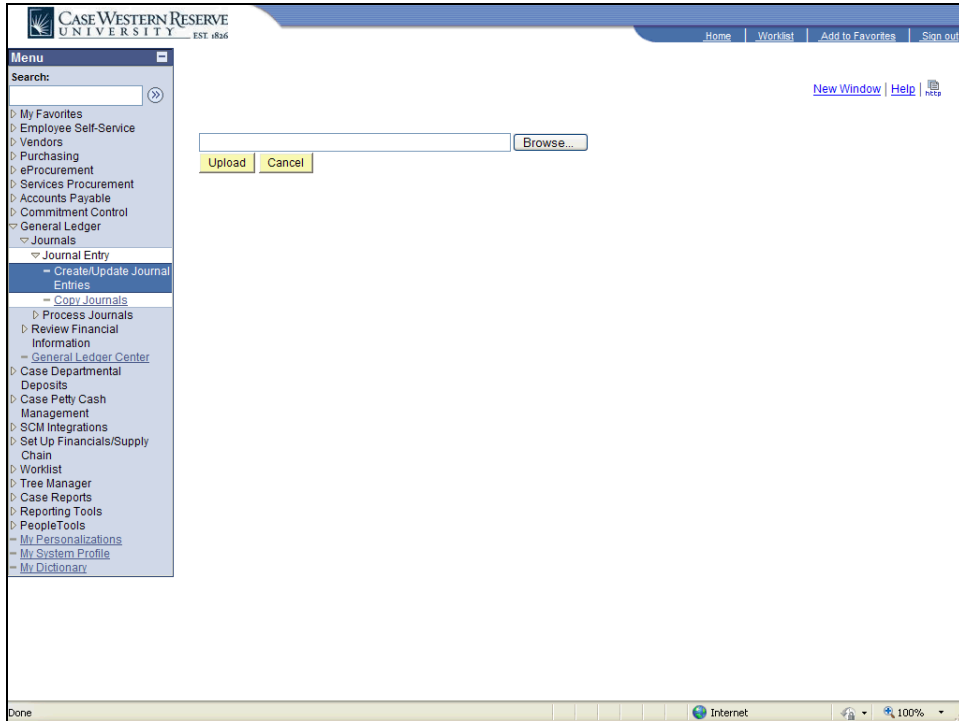 CASE WESTERN RESERVE
UNIVERSITY EST. 1826
Home
Worklist
Add to Favorites
Sign out
Menu
Search:
New Window | Help |
http
My Favorites
Employee Self-Service
Vendors
Purchasing
eProcurement
Services Procurement
Accounts Payable
Commitment Control
General Ledger
Journals
Journal Entry
Create/Update Journal
Entries
Copy Journals
Process Journals
Review Financial
Information
General Ledger Center
Case Departmental
Deposits
Case Petty Cash
Management
SCM Integrations
Set Up Financials/Supply
Chain
Worklist
Tree Manager
Case Reports
Reporting Tools
PeopleTools
My Personalizations
My System Profile
My Dictionary
Browse...
Upload
Cancel
Done
Internet
100%